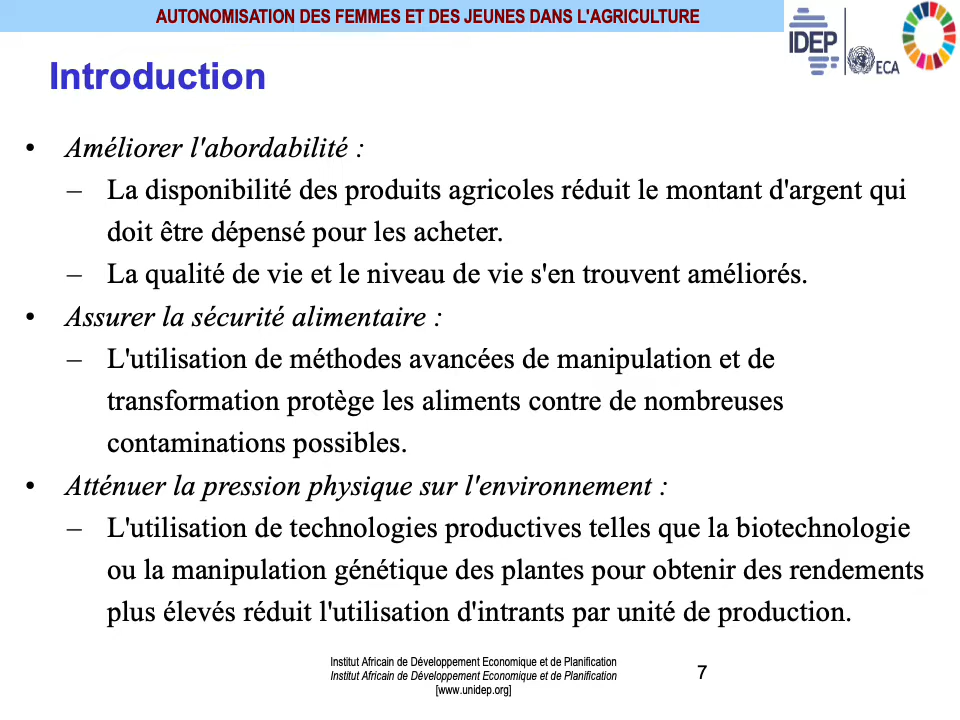 AUTONOMISATION DES FEMMES ET DES JEUNES DANS L'AGRICULTURE
IDEP
ECA
Introduction
• Améliorer l'abordabilité :
– La disponibilité des produits agricoles réduit le montant d'argent qui
doit être dépensé pour les acheter.
– La qualité de vie et le niveau de vie s'en trouvent améliorés.
• Assurer la sécurité alimentaire :
– L'utilisation de méthodes avancées de manipulation et de
transformation protège les aliments contre de nombreuses
contaminations possibles.
• Atténuer la pression physique sur l'environnement :
– L'utilisation de technologies productives telles que la biotechnologie
ou la manipulation génétique des plantes pour obtenir des rendements
plus élevés réduit l'utilisation d'intrants par unité de production.
Institut Africain de Développement Economique et de Planification
Institut Africain de Développement Economique et de Planification
[www.unidep.org]
7